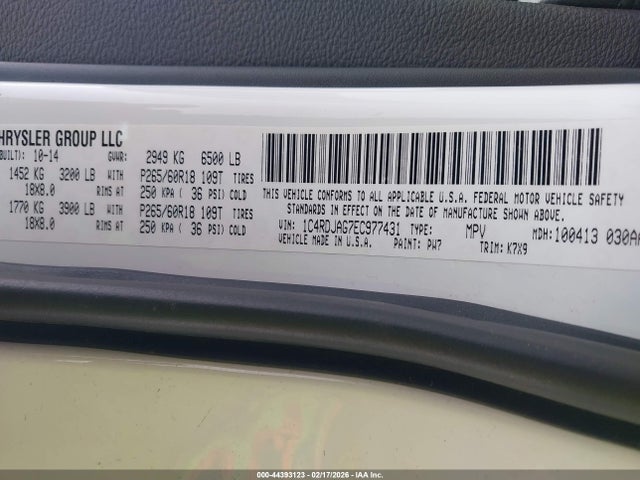 HRYSLER GROUP LLC
BUILT): 10-14 GVWR: 2949 KG 6500 LB
1452 KG 3200 LB WITH P265/60R18 109T TIRES
18X8.0 RIMS AT 250 KPA ( 36 PSI) COLD
1770 KG 3900 LB WITH P265/60R18 109T TIRES
18X8.0 RIMS AT 250 KPA ( 36 PSI) COLD
THIS VEHICLE CONFORMS TO ALL APPLICABLE U.S.A. FEDERAL MOTOR VEHICLE SAFETY
STANDARDS IN EFFECT ON THE DATE OF MANUFACTURE SHOWN ABOVE.
VIN: 1C4RDJAG7EC977431 TYPE: MPV MDH: 100413 030AA
VEHICLE MADE IN U.S.A. PAINT: PW7 TRIM: K7X9
000-44393123 - 02/17/2026 - IAA, Inc.